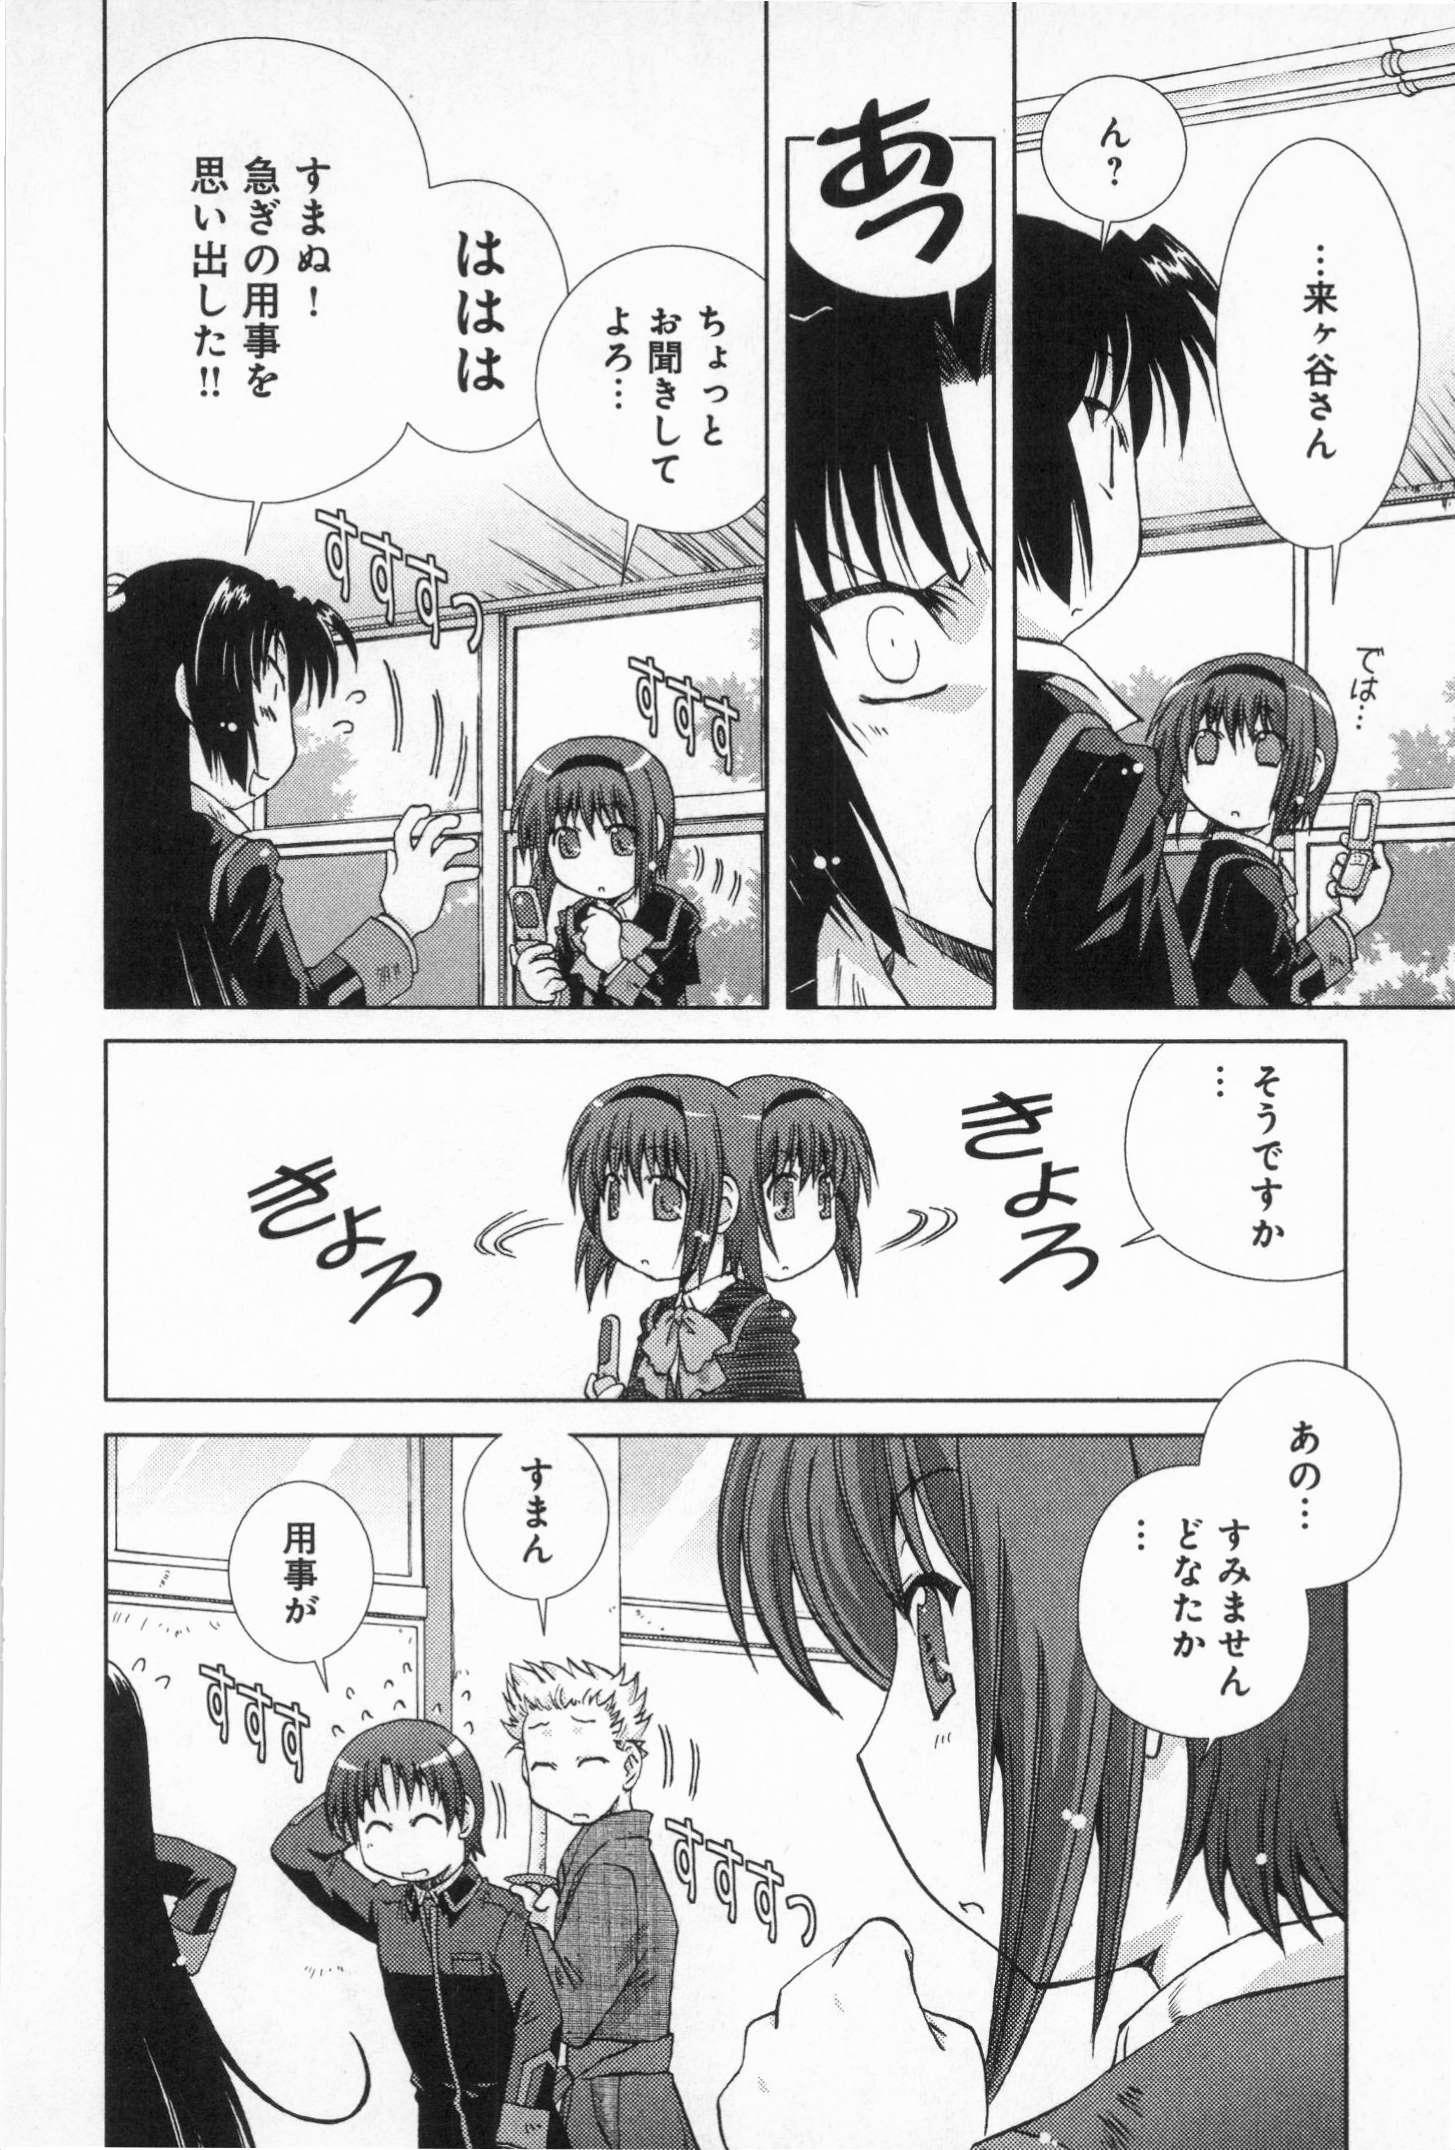 では…
…来ヶ谷さん
ん？
あっ
ちょっと
お聞きして
よろ…
ははは
すまぬ！
急ぎの用事を
思い出した!!
すすす
すすすっ
そうですか
…
きょろ
きょろ
あの…
すみません
どなたか
…
すまん
用事が
すすすっ
すすす